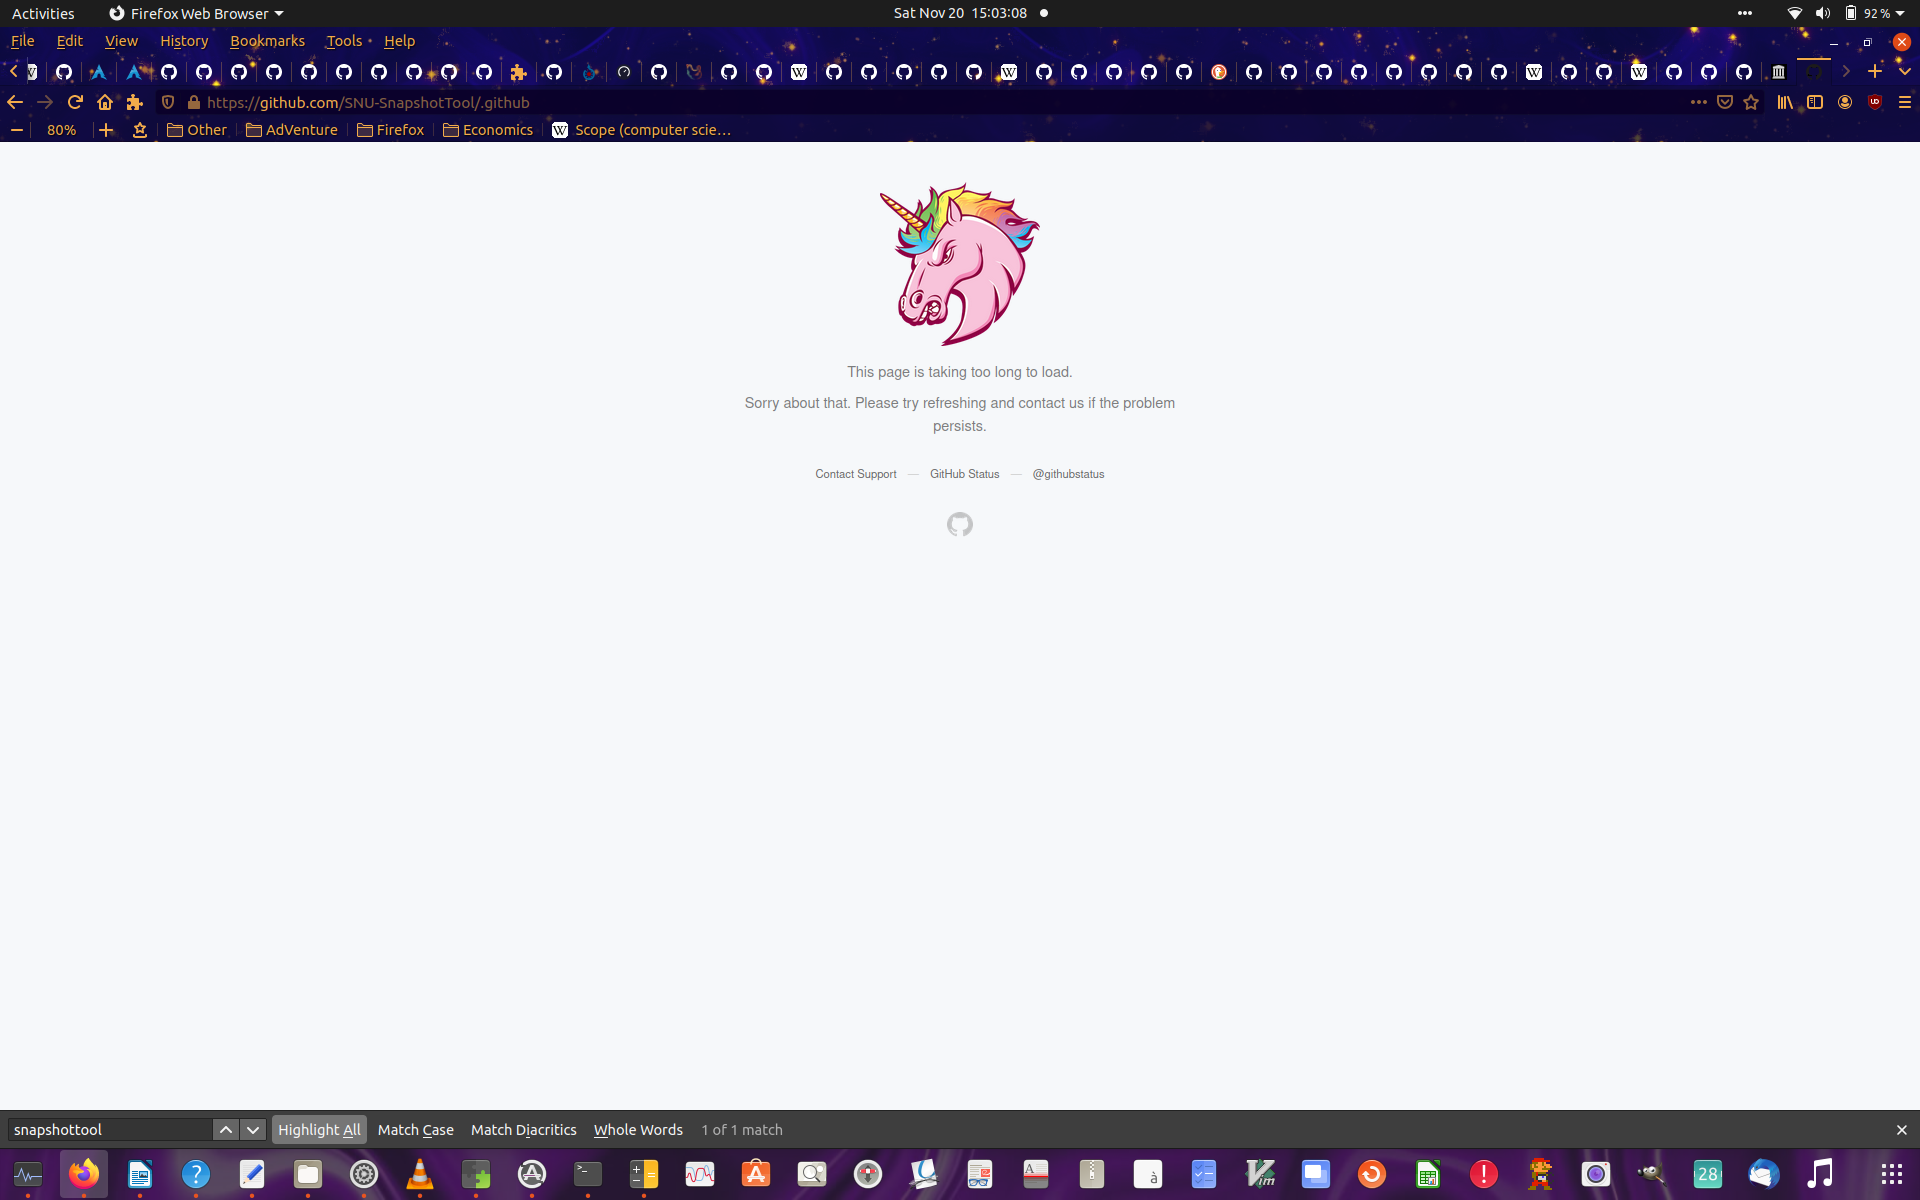 Activities Firefox Web Browser Sat Nov 20 15:03:08 92 %
File Edit View History Bookmarks Tools Help
https://github.com/SNU-SnapshotTool/.github
80% Other AdVenture Firefox Economics W Scope (computer scie…
This page is taking too long to load.
Sorry about that. Please try refreshing and contact us if the problem
persists.
Contact Support — GitHub Status — @githubstatus
snapshottool Highlight All Match Case Match Diacritics Whole Words 1 of 1 match
28